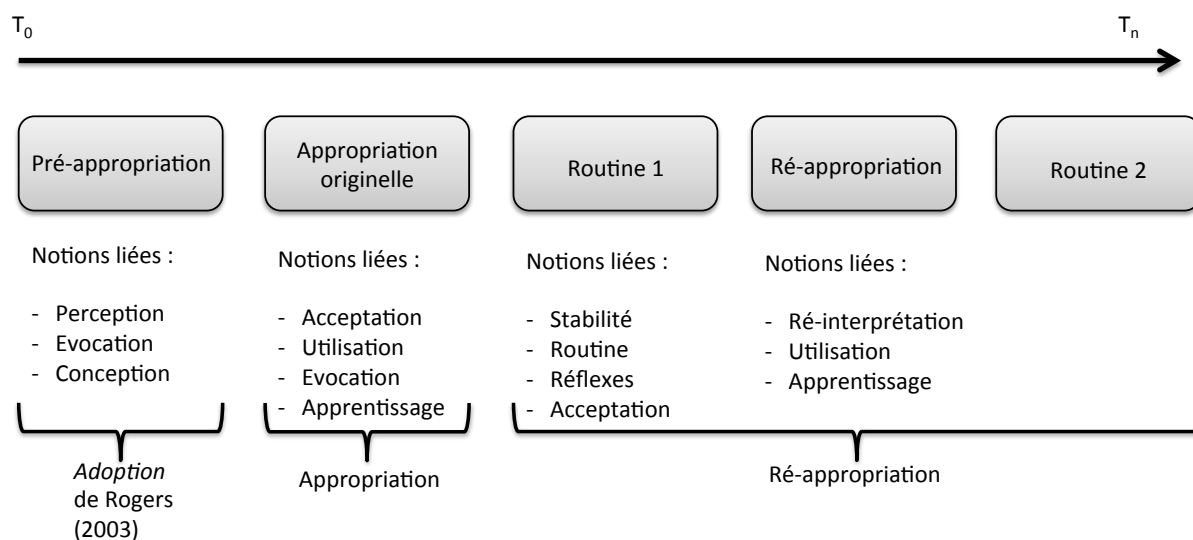 T0
Tn
Pré-appropriation
Appropriation
originelle
Routine 1
Ré-appropriation
Routine 2
Notions liées :
- Perception
- Evocation
- Conception
Notions liées :
- Acceptation
- Utilisation
- Evocation
- Apprentissage
Notions liées :
- Stabilité
- Routine
- Réflexes
- Acceptation
Notions liées :
- Ré-interprétation
- Utilisation
- Apprentissage
Adoption
de Rogers
(2003)
Appropriation
Ré-appropriation